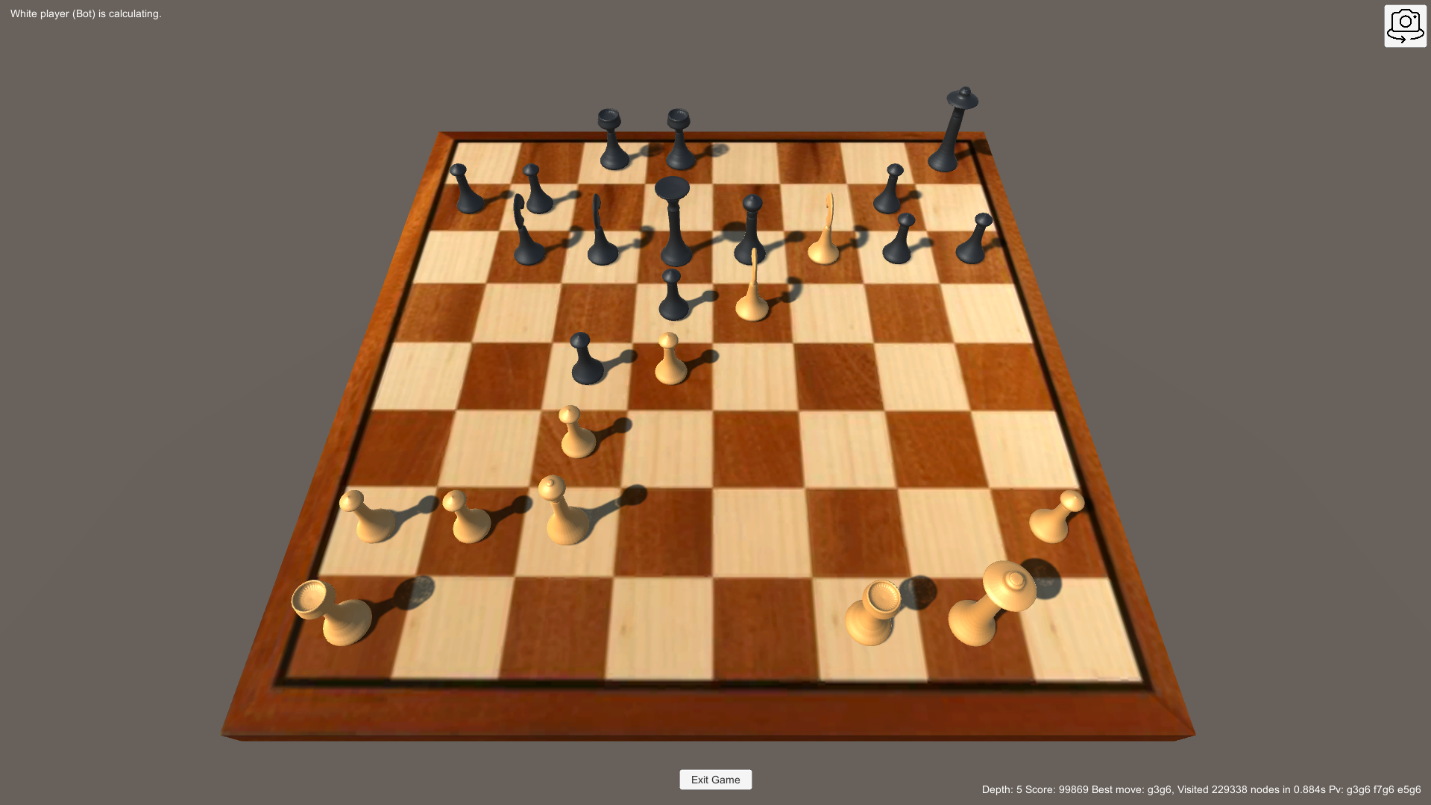 White player (Bot) is calculating.
Exit Game
Depth: 5 Score: 99869 Best move: g3g6, Visited 229338 nodes in 0.884s Pv: g3g6 f7g6 e5g6